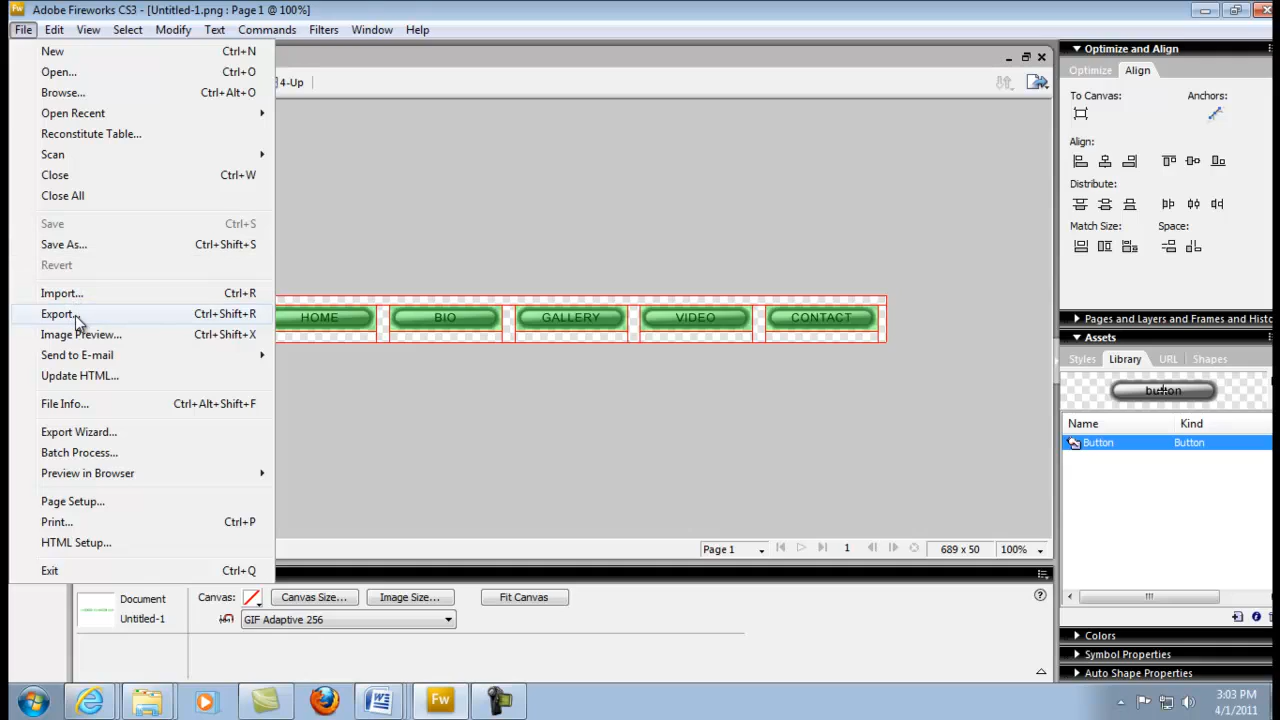 Adobe Fireworks CS3 - [Untitled-1.png : Page 1 @ 100%]
File Edit View Select Modify Text Commands Filters Window Help
New Ctrl+N
Open... Ctrl+O
Browse... Ctrl+Alt+O
Open Recent
Reconstitute Table...
Scan
Close Ctrl+W
Close All
Save Ctrl+S
Save As... Ctrl+Shift+S
Revert
Import... Ctrl+R
Export... Ctrl+Shift+R
Image Preview... Ctrl+Shift+X
Send to E-mail
Update HTML...
File Info... Ctrl+Alt+Shift+F
Export Wizard...
Batch Process...
Preview in Browser
Page Setup...
Print... Ctrl+P
HTML Setup...
Exit Ctrl+Q
4-Up
HOME BIO GALLERY VIDEO CONTACT
Page 1 1 689 x 50 100%
Document
Untitled-1
Canvas: Canvas Size... Image Size... Fit Canvas
GIF Adaptive 256
Optimize and Align
Optimize Align
To Canvas: Anchors:
Align:
Distribute:
Match Size: Space:
Pages and Layers and Frames and Histo
Assets
Styles Library URL Shapes
button
Name Kind
Button Button
Colors
Symbol Properties
Auto Shape Properties
Fw
3:03 PM
4/1/2011